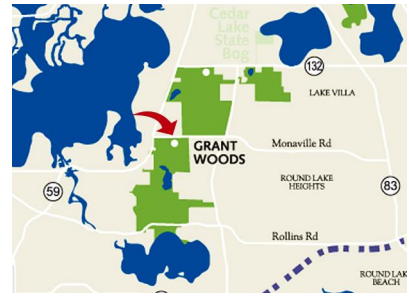 Cedar
Lake
State
Bog
132
LAKE VILLA
GRANT
WOODS
Monaville Rd
ROUND LAKE
HEIGHTS
59
83
Rollins Rd
ROUND LAK
BEACH